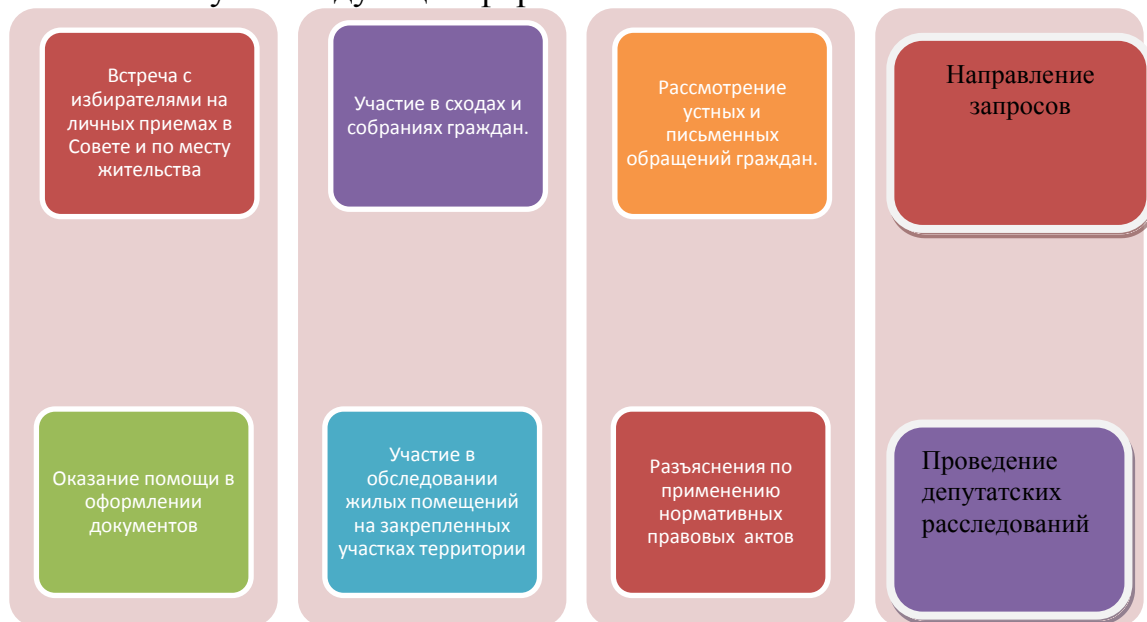 Встреча с
избирателями на
личных приемах в
Совете и по месту
жительства
Участие в сходах и
собраниях граждан.
Рассмотрение
устных и
письменных
обращений граждан.
Направление
запросов
Оказание помощи в
оформлении
документов
Участие в
обследовании
жилых помещений
на закрепленных
участках территории
Разъяснения по
применению
нормативных
правовых актов
Проведение
депутатских
расследований